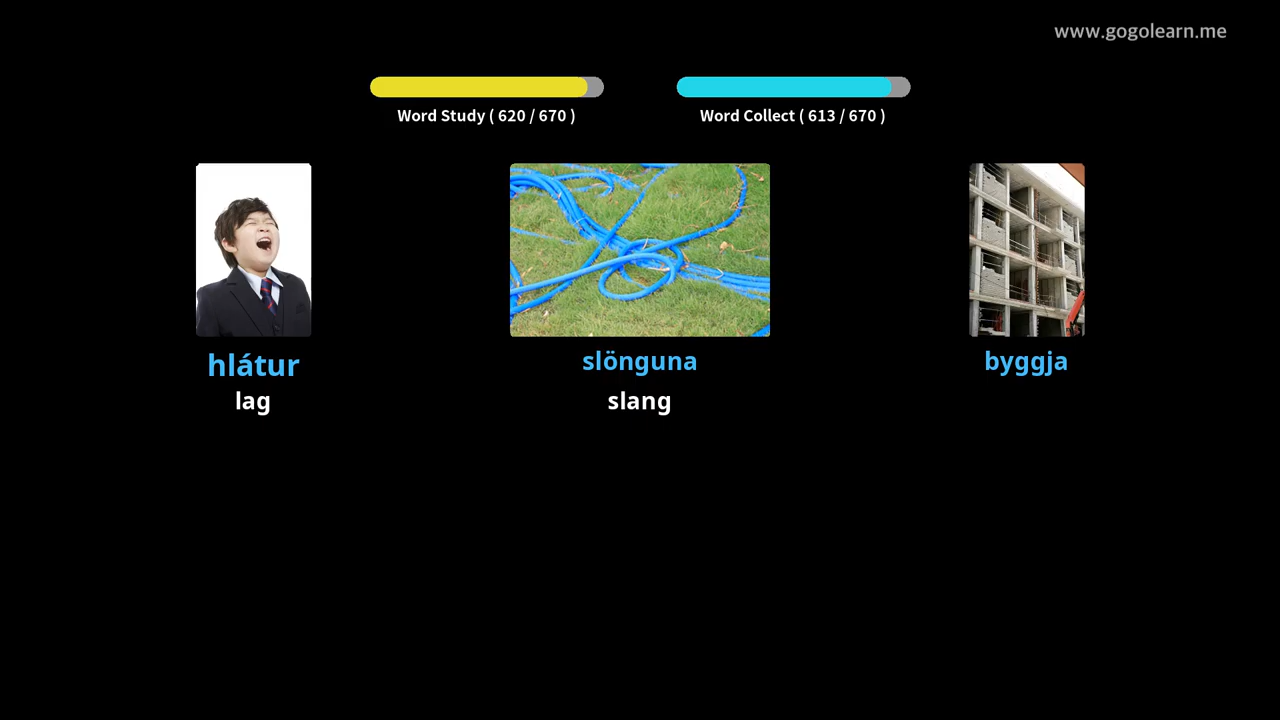 www.gogolearn.me
Word Study ( 620 / 670 )
Word Collect ( 613 / 670 )
hlátur
lag
slönguna
slang
byggja